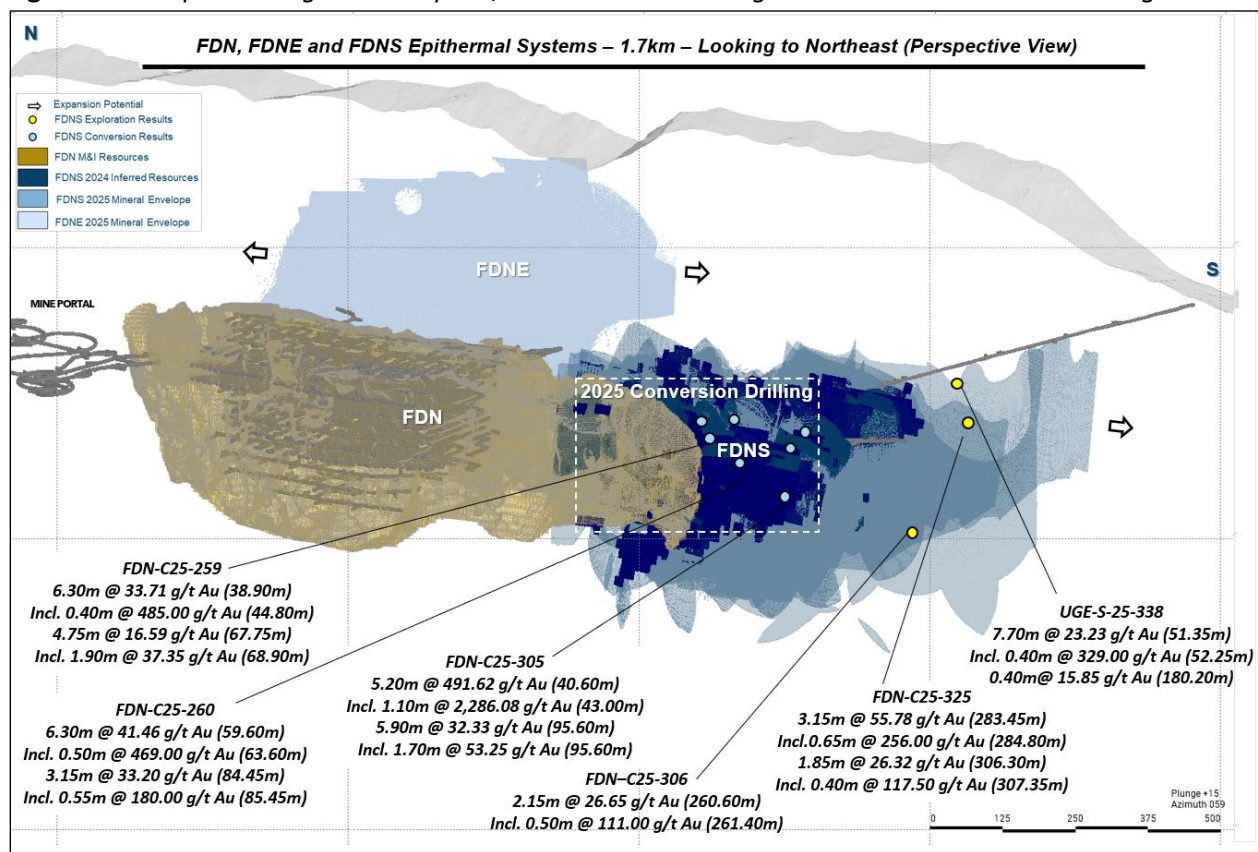 N
FDN, FDNE and FDNS Epithermal Systems – 1.7km – Looking to Northeast (Perspective View)
Expansion Potential
FDNS Exploration Results
FDNS Conversion Results
FDN M&I Resources
FDNS 2024 Inferred Resources
FDNS 2025 Mineral Envelope
FDNE 2025 Mineral Envelope
FDNE
S
MINE PORTAL
2025 Conversion Drilling
FDN
FDNS
FDN-C25-259
6.30m @ 33.71 g/t Au (38.90m)
Incl. 0.40m @ 485.00 g/t Au (44.80m)
4.75m @ 16.59 g/t Au (67.75m)
Incl. 1.90m @ 37.35 g/t Au (68.90m)
FDN-C25-260
6.30m @ 41.46 g/t Au (59.60m)
Incl. 0.50m @ 469.00 g/t Au (63.60m)
3.15m @ 33.20 g/t Au (84.45m)
Incl. 0.55m @ 180.00 g/t Au (85.45m)
FDN-C25-305
5.20m @ 491.62 g/t Au (40.60m)
Incl. 1.10m @ 2,286.08 g/t Au (43.00m)
5.90m @ 32.33 g/t Au (95.60m)
Incl. 1.70m @ 53.25 g/t Au (95.60m)
FDN–C25-306
2.15m @ 26.65 g/t Au (260.60m)
Incl. 0.50m @ 111.00 g/t Au (261.40m)
FDN-C25-325
3.15m @ 55.78 g/t Au (283.45m)
Incl.0.65m @ 256.00 g/t Au (284.80m)
1.85m @ 26.32 g/t Au (306.30m)
Incl. 0.40m @ 117.50 g/t Au (307.35m)
UGE-S-25-338
7.70m @ 23.23 g/t Au (51.35m)
Incl. 0.40m @ 329.00 g/t Au (52.25m)
0.40m@ 15.85 g/t Au (180.20m)
Plunge +15
Azimuth 059
0 125 250 375 500